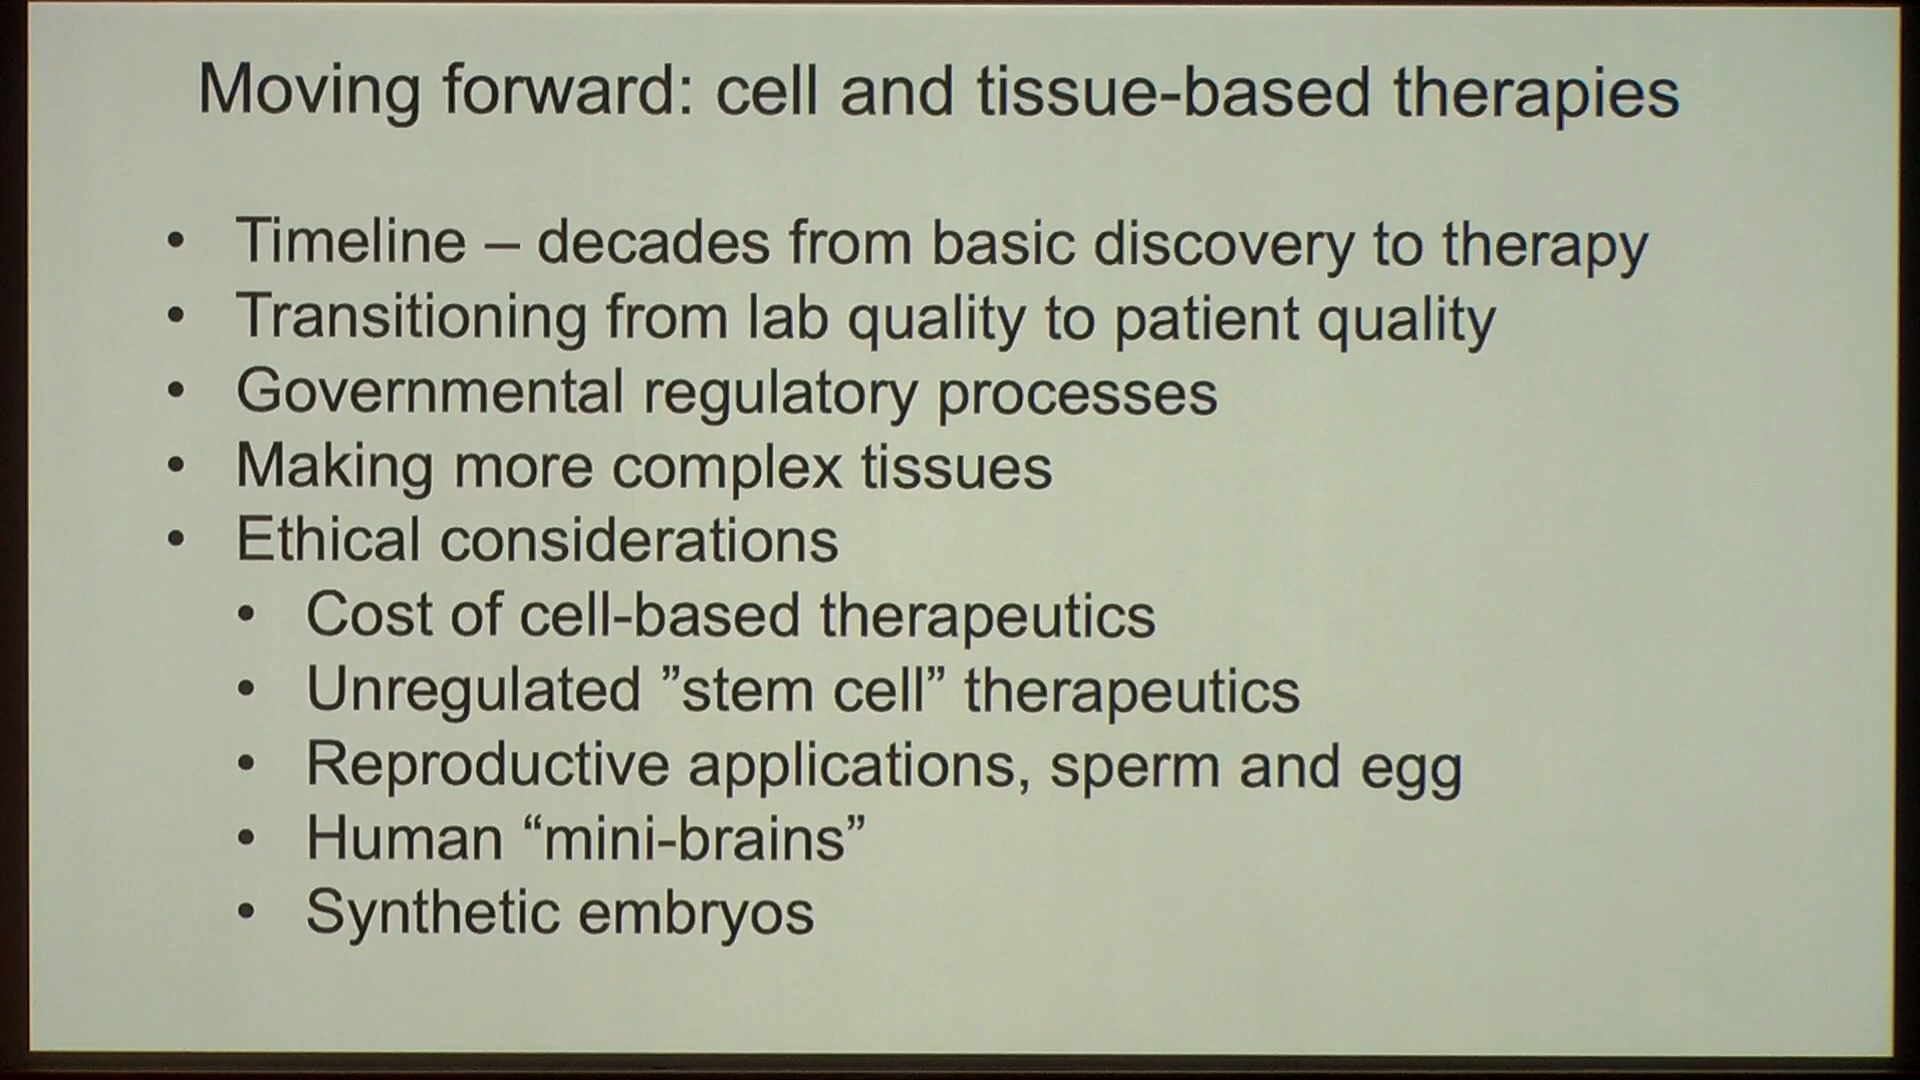 Moving forward: cell and tissue-based therapies
• Timeline – decades from basic discovery to therapy
• Transitioning from lab quality to patient quality
• Governmental regulatory processes
• Making more complex tissues
• Ethical considerations
• Cost of cell-based therapeutics
• Unregulated ”stem cell” therapeutics
• Reproductive applications, sperm and egg
• Human “mini-brains”
• Synthetic embryos